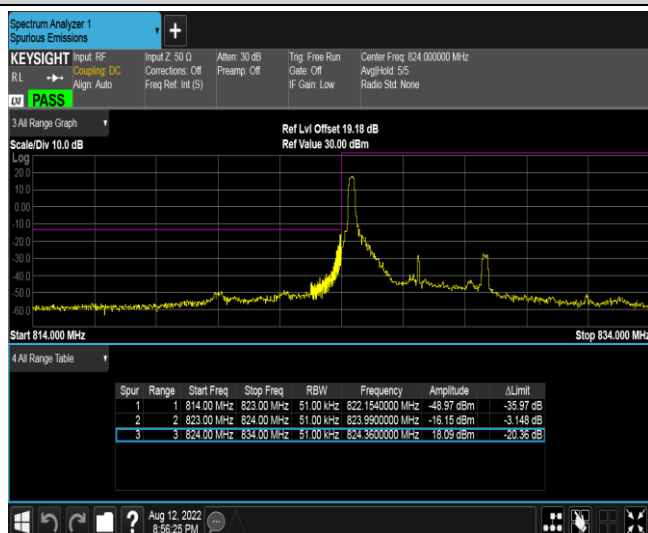 Spectrum Analyzer 1
Spurious Emissions
KEYSIGHT Input: RF Input Z: 50 Ω Atten: 30 dB Trig: Free Run Center Freq: 824.000000 MHz
RL Coupling: DC Corrections: Off Preamp: Off Gate: Off Avg|Hold: 5/5
Align: Auto Freq Ref: Int (S) IF Gain: Low Radio Std: None
LXI PASS
3 All Range Graph
Ref Lvl Offset 19.18 dB
Scale/Div 10.0 dB Ref Value 30.00 dBm
Log
20.0
10.0
0.00
-10.0
-20.0
-30.0
-40.0
-50.0
-60.0
Start 814.000 MHz Stop 834.000 MHz
4 All Range Table
Spur Range Start Freq Stop Freq RBW Frequency Amplitude ΔLimit
1 1 814.00 MHz 823.00 MHz 51.00 kHz 822.1540000 MHz -48.97 dBm -35.97 dB
2 2 823.00 MHz 824.00 MHz 51.00 kHz 823.9900000 MHz -16.15 dBm -3.148 dB
3 3 824.00 MHz 834.00 MHz 51.00 kHz 824.3600000 MHz 18.09 dBm -20.36 dB
? Aug 12, 2022
8:56:25 PM